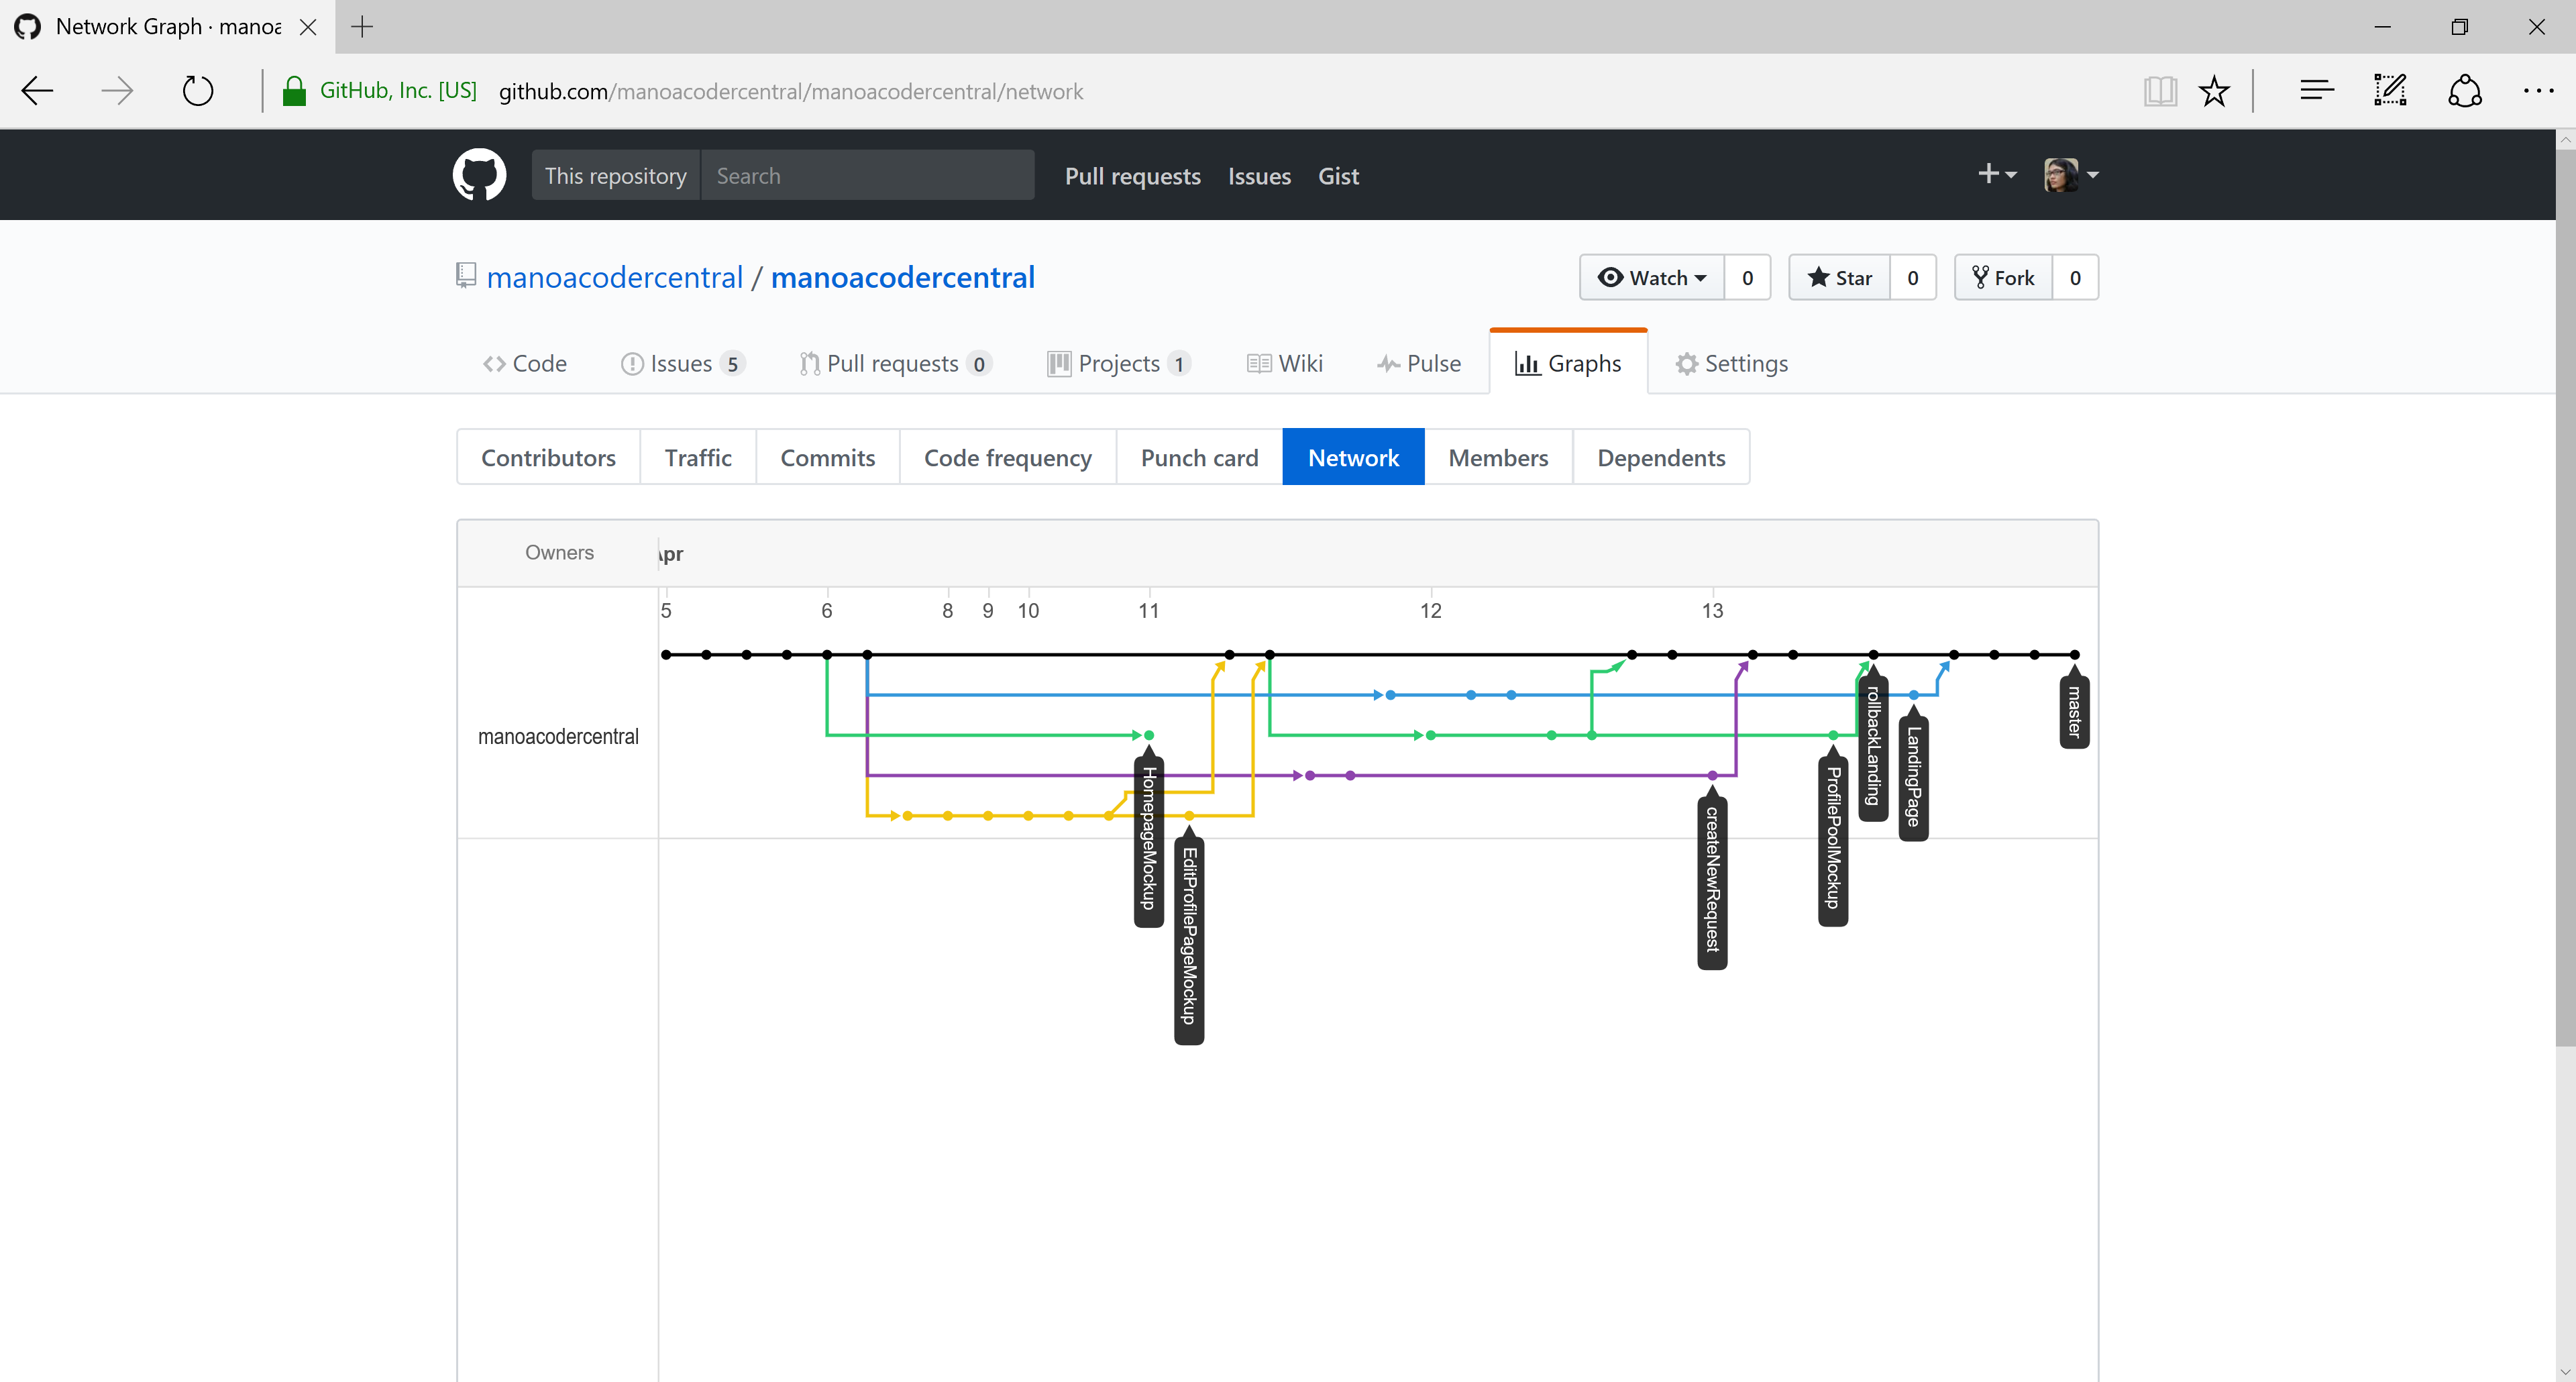 Network Graph · manoa
GitHub, Inc. [US] github.com/manoacodercentral/manoacodercentral/network
This repository Search Pull requests Issues Gist
manoacodercentral / manoacodercentral
Watch 0 Star 0 Fork 0
Code Issues 5 Pull requests 0 Projects 1 Wiki Pulse Graphs Settings
Contributors Traffic Commits Code frequency Punch card Network Members Dependents
Owners Apr
5 6 8 9 10 11 12 13
manoacodercentral
HomepageMockup
EditProfilePageMockup
createNewRequest
ProfilePoolMockup
rollbackLanding
LandingPage
master